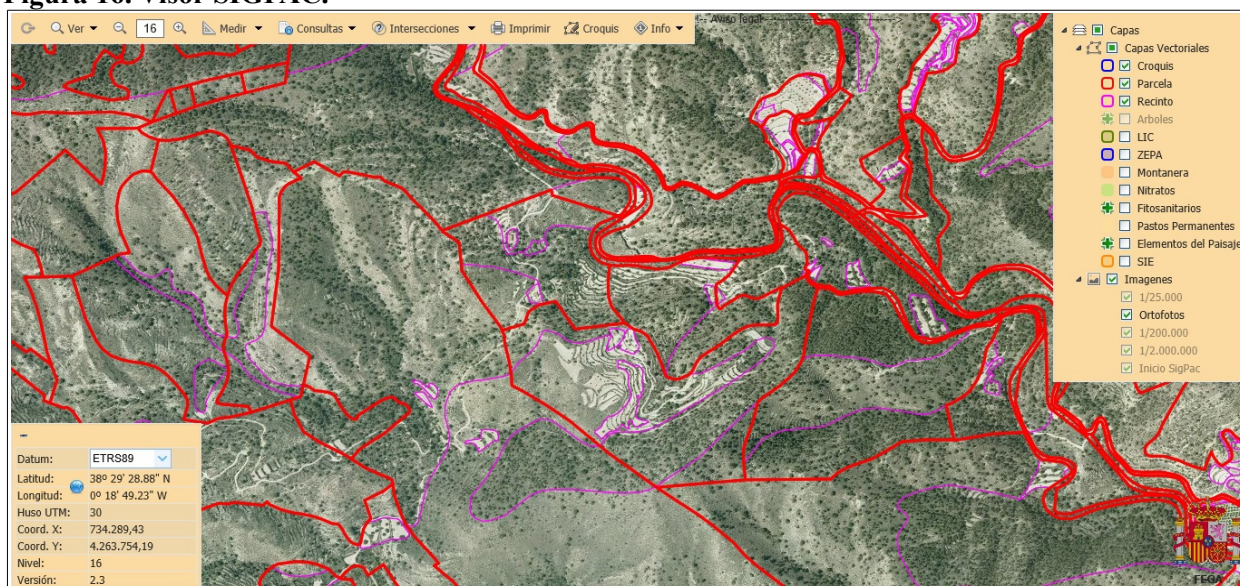 Figura 16. Visor SIGPAC.
Ver 16 Medir Consultas Intersecciones Imprimir Croquis Info
Aviso legal
Capas
Capas Vectoriales
Croquis
Parcela
Recinto
Arboles
LIC
ZEPA
Montanera
Nitratos
Fitosanitarios
Pastos Permanentes
Elementos del Paisaje
SIE
Imagenes
1/25.000
Ortofotos
1/200.000
1/2.000.000
Inicio SigPac
Datum: ETRS89
Latitud: 38º 29' 28.88" N
Longitud: 0º 18' 49.23" W
Huso UTM: 30
Coord. X: 734.289,43
Coord. Y: 4.263.754,19
Nivel: 16
Versión: 2.3
FEGA